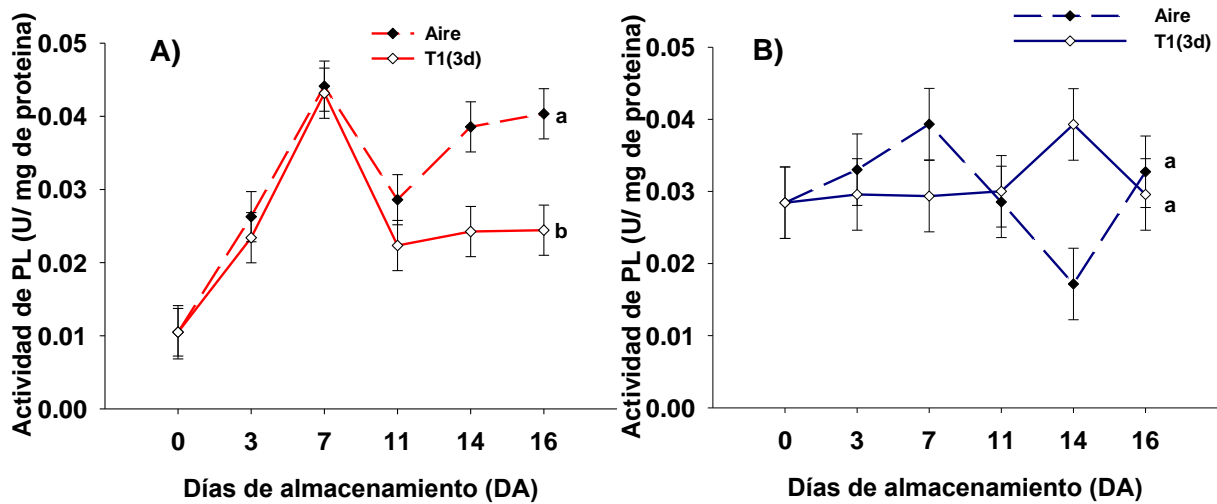 A)
Aire
T1(3d)
Actividad de PL (U/ mg de proteina)
0.05
0.04
0.03
0.02
0.01
0.00
a
b
0 3 7 11 14 16
Días de almacenamiento (DA)
B)
Aire
T1(3d)
Actividad de PL (U/ mg de proteina)
0.05
0.04
0.03
0.02
0.01
0.00
a
a
0 3 7 11 14 16
Días de almacenamiento (DA)